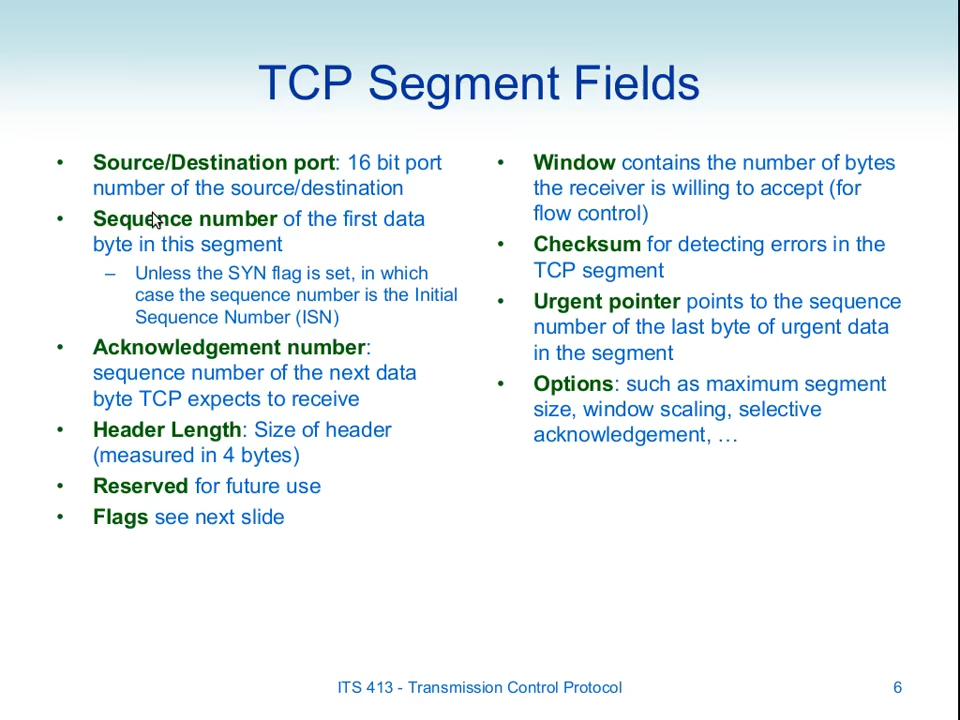 TCP Segment Fields
• Source/Destination port: 16 bit port
number of the source/destination
• Sequence number of the first data
byte in this segment
– Unless the SYN flag is set, in which
case the sequence number is the Initial
Sequence Number (ISN)
• Acknowledgement number:
sequence number of the next data
byte TCP expects to receive
• Header Length: Size of header
(measured in 4 bytes)
• Reserved for future use
• Flags see next slide
• Window contains the number of bytes
the receiver is willing to accept (for
flow control)
• Checksum for detecting errors in the
TCP segment
• Urgent pointer points to the sequence
number of the last byte of urgent data
in the segment
• Options: such as maximum segment
size, window scaling, selective
acknowledgement, …
ITS 413 - Transmission Control Protocol
6